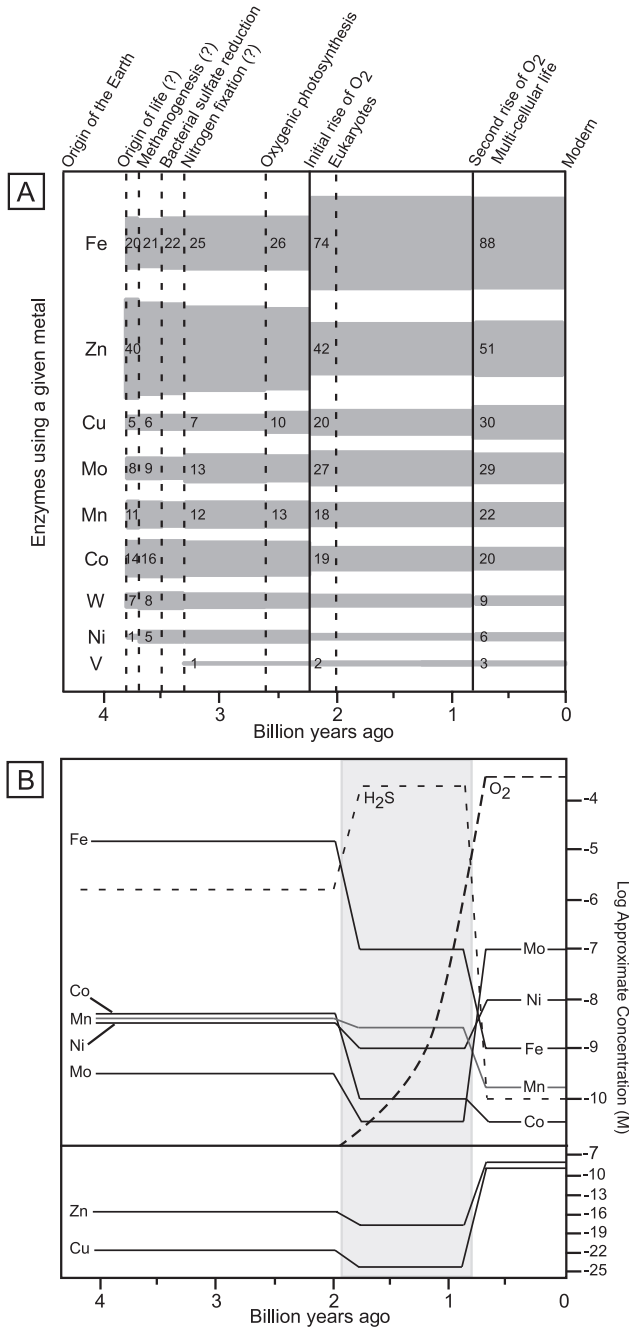 Origin of the Earth
Origin of life (?)
Methanogenesis (?)
Bacterial sulfate reduction
Nitrogen fixation (?)
Oxygenic photosynthesis
Initial rise of O2
Eukaryotes
Second rise of O2
Multi-cellular life
Modern
A
Enzymes using a given metal
Fe 20 21 22 25 26 74 88
Zn 40 42 51
Cu 5 6 7 10 20 30
Mo 8 9 13 27 29
Mn 11 12 13 18 22
Co 14 16 19 20
W 7 8 9
Ni 1 5 6
V 1 2 3
4 3 2 1 0
Billion years ago
B
H2S O2
-4
Fe
-5
-6
-7
Mo
Co
Ni
-8
Mn
Ni
Fe
-9
Mo
Mn
-10
Co
Log Approximate Concentration (M)
-7
-10
-13
Zn
-16
-19
Cu
-22
-25
4 3 2 1 0
Billion years ago